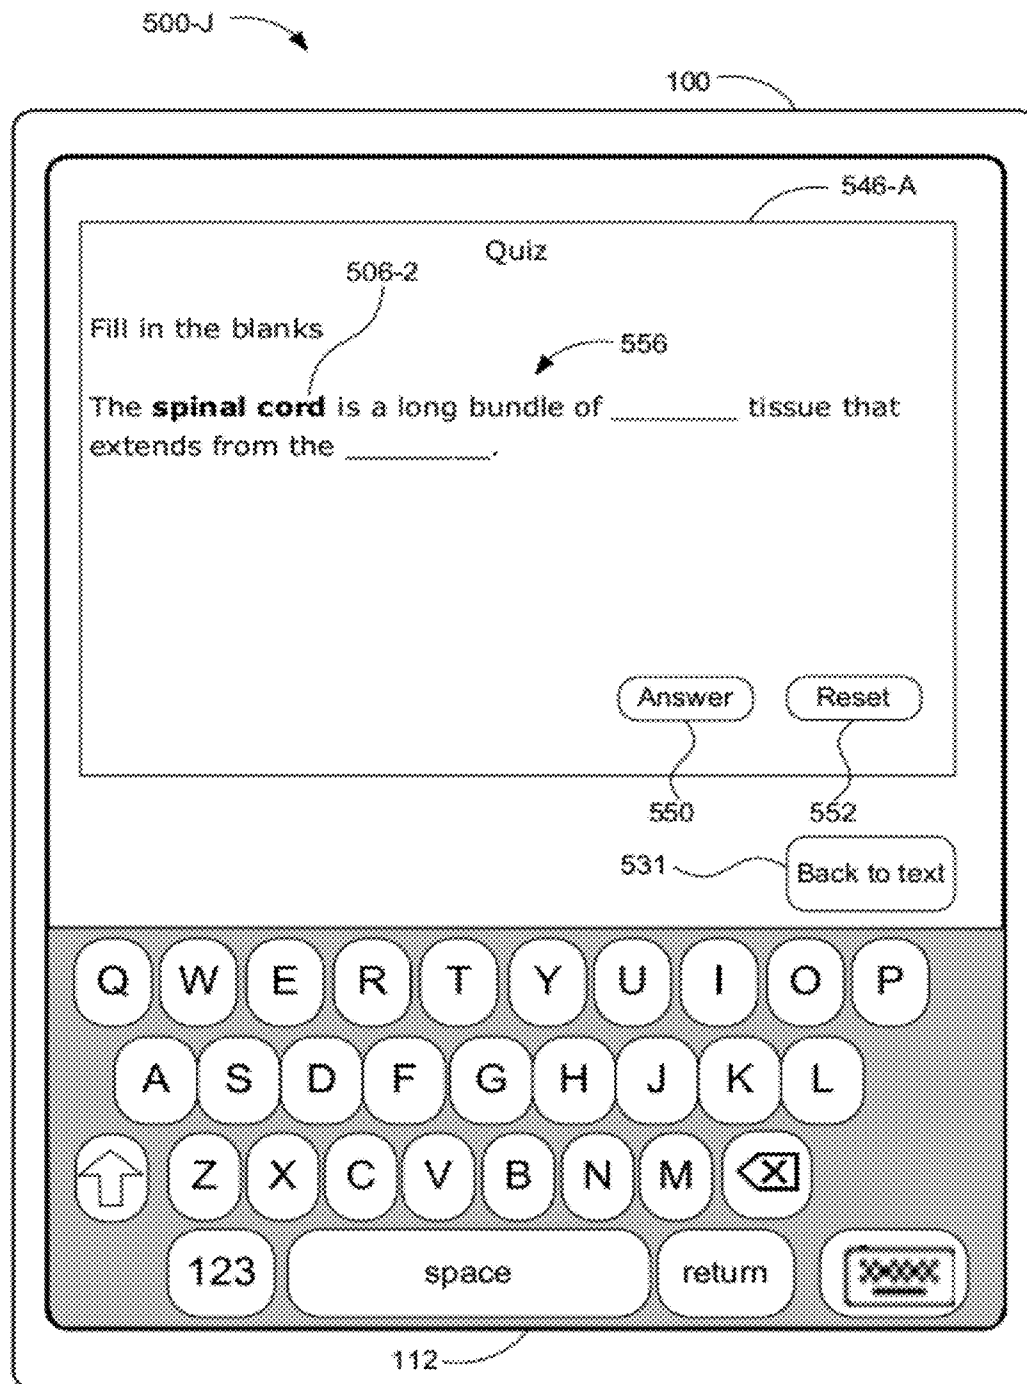 500-J
100
546-A
Quiz
506-2
Fill in the blanks
556
The spinal cord is a long bundle of ________ tissue that
extends from the _________.
Answer Reset
550 552
531 Back to text
Q W E R T Y U I O P
A S D F G H J K L
Z X C V B N M X
123 space return
112